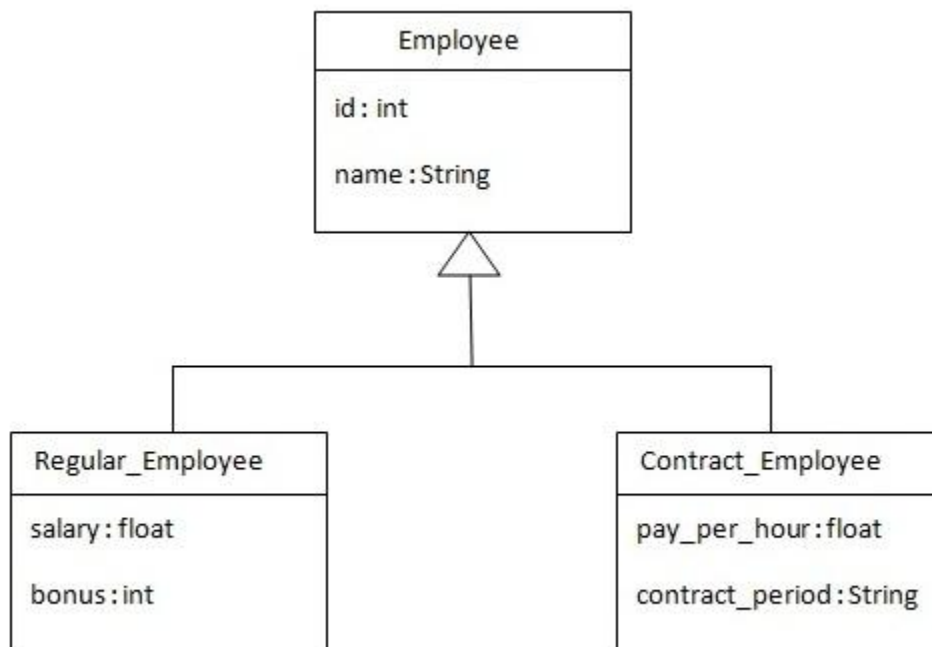 Employee
id: int
name:String
Regular_Employee
salary:float
bonus:int
Contract_Employee
pay_per_hour:float
contract_period:String